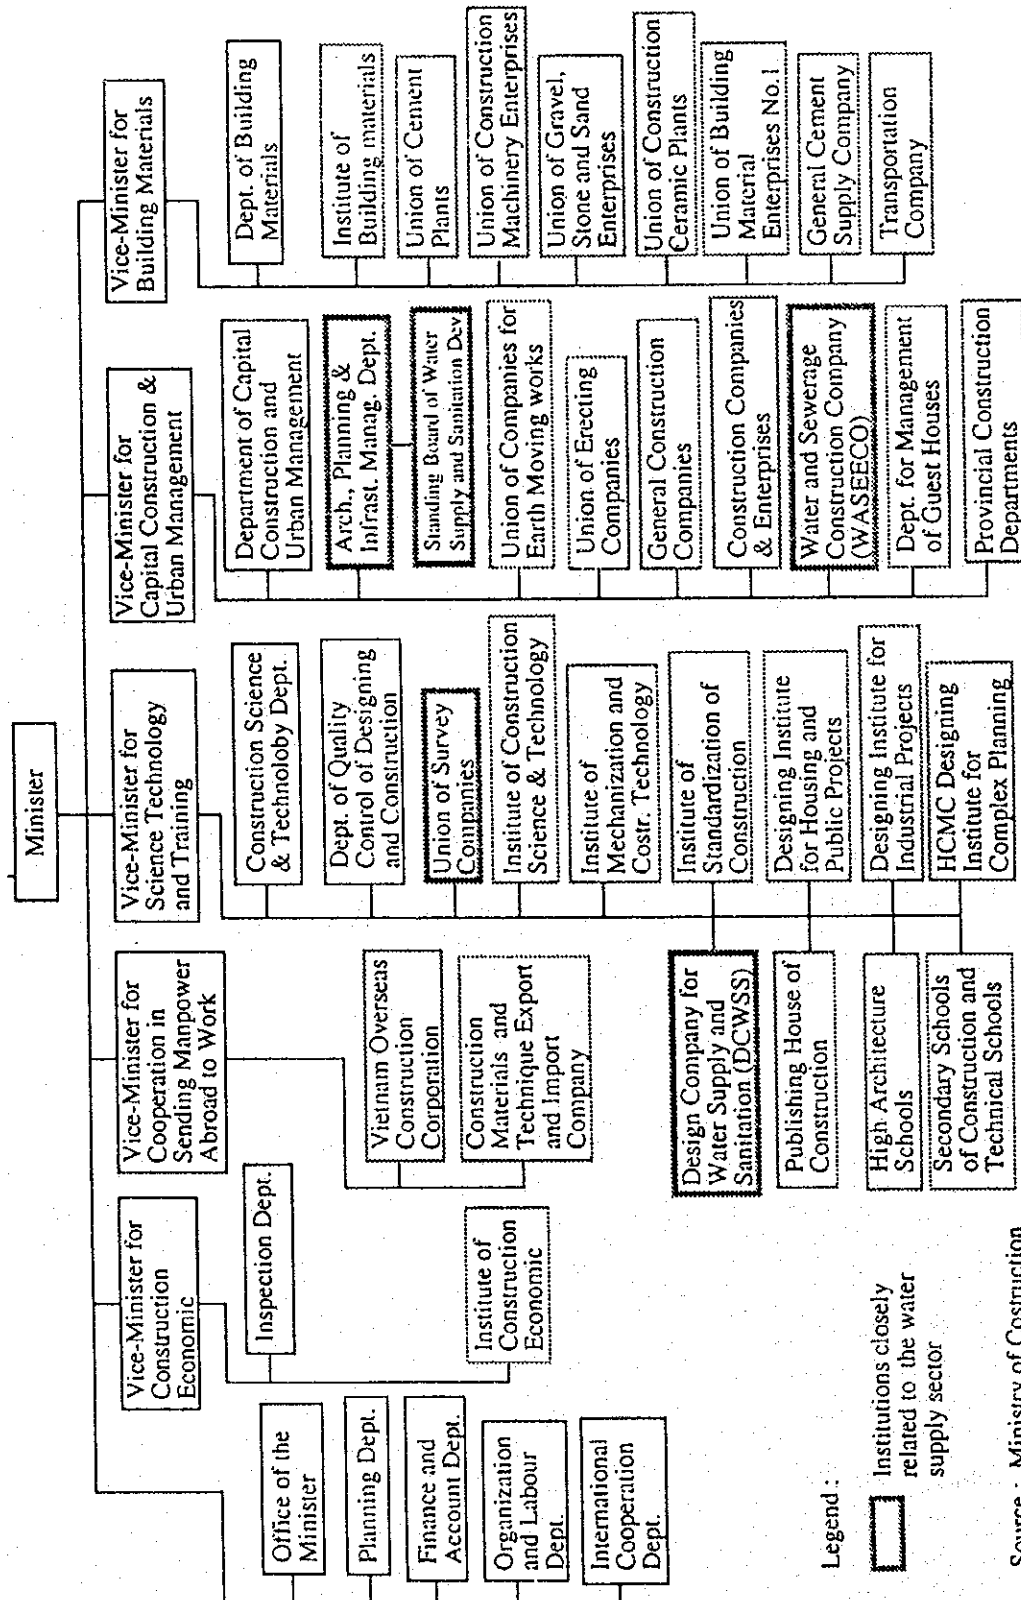 Minister
Vice-Minister for
Construction
Economic
Vice-Minister for
Cooperation in
Sending Manpower
Abroad to Work
Vice-Minister for
Science Technology
and Training
Vice-Minister for
Capital Construction &
Urban Management
Vice-Minister for
Building Materials
Office of the
Minister
Planning Dept.
Finance and
Account Dept.
Organization
and Labour
Dept.
International
Cooperation
Dept.
Inspection Dept.
Institute of
Construction
Economic
Vietnam Overseas
Construction
Corporation
Construction
Materials and
Technique Export
and Import
Company
Construction Science
& Technoloby Dept.
Dept. of Quality
Control of Designing
and Construction
Union of Survey
Companies
Institute of Construction
Science & Technology
Institute of
Mechanization and
Costr. Technology
Institute of
Standardization of
Construction
Designing Institute
for Housing and
Public Projects
Designing Institute for
Industrial Projects
HCMC Designing
Institute for
Complex Planning
Design Company for
Water Supply and
Sanitation (DCWSS)
Publishing House of
Construction
High Architecture
Schools
Secondary Schools
of Construction and
Technical Schools
Department of Capital
Construction and
Urban Management
Arch., Planning &
Infrast. Manag. Dept.
Standing Board of Water
Supply and Sanitation Dev
Union of Companies for
Earth Moving works
Union of Erecting
Companies
General Construction
Companies
Construction Companies
& Enterprises
Water and Sewerage
Construction Company
(WASEECO)
Dept. for Management
of Guest Houses
Provincial Construction
Departments
Dept. of Building
Materials
Institute of
Building materials
Union of Cement
Plants
Union of Construction
Machinery Enterprises
Union of Gravel,
Stone and Sand
Enterprises
Union of Construction
Ceramic Plants
Union of Building
Material
Enterprises No.1
General Cement
Supply Company
Transportation
Company
Legend :
Institutions closely
related to the water
supply sector
Source : Ministry of Costruction